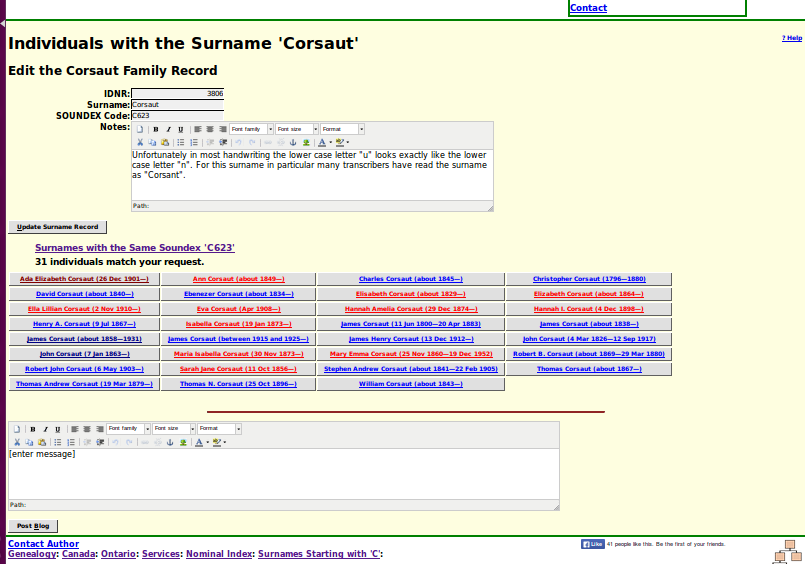 Contact
Individuals with the Surname 'Corsaut'
? Help
Edit the Corsaut Family Record
IDNR: 3806
Surname: Corsaut
SOUNDEX Code: C623
Notes:
B I U Font family Font size Format
A
Unfortunately in most handwriting the lower case letter "u" looks exactly like the lower
case letter "n". For this surname in particular many transcribers have read the surname
as "Corsant".
Path:
Update Surname Record
Surnames with the Same Soundex 'C623'
31 individuals match your request.
Ada Elizabeth Corsaut (26 Dec 1901—) Ann Corsaut (about 1849—) Charles Corsaut (about 1845—) Christopher Corsaut (1796—1880)
David Corsaut (about 1840—) Ebenezer Corsaut (about 1834—) Elisabeth Corsaut (about 1829—) Elizabeth Corsaut (about 1864—)
Ella Lillian Corsaut (2 Nov 1910—) Eva Corsaut (Apr 1908—) Hannah Amelia Corsaut (29 Dec 1874—) Hannah I. Corsaut (4 Dec 1898—)
Henry A. Corsaut (9 Jul 1867—) Isabella Corsaut (19 Jan 1873—) James Corsaut (11 Jun 1800—20 Apr 1883) James Corsaut (about 1838—)
James Corsaut (about 1858—1931) James Corsaut (between 1915 and 1925—) James Henry Corsaut (13 Dec 1912—) John Corsaut (4 Mar 1826—12 Sep 1917)
John Corsaut (7 Jan 1863—) Maria Isabella Corsaut (30 Nov 1873—) Mary Emma Corsaut (25 Nov 1860—19 Dec 1952) Robert B. Corsaut (about 1869—29 Mar 1880)
Robert John Corsaut (6 May 1903—) Sarah Jane Corsaut (11 Oct 1856—) Stephen Andrew Corsaut (about 1841—22 Feb 1905) Thomas Corsaut (about 1867—)
Thomas Andrew Corsaut (19 Mar 1879—) Thomas N. Corsaut (25 Oct 1896—) William Corsaut (about 1843—)
B I U Font family Font size Format
A
[enter message]
Path:
Post Blog
Contact Author
Like 41 people like this. Be the first of your friends.
Genealogy: Canada: Ontario: Services: Nominal Index: Surnames Starting with 'C':